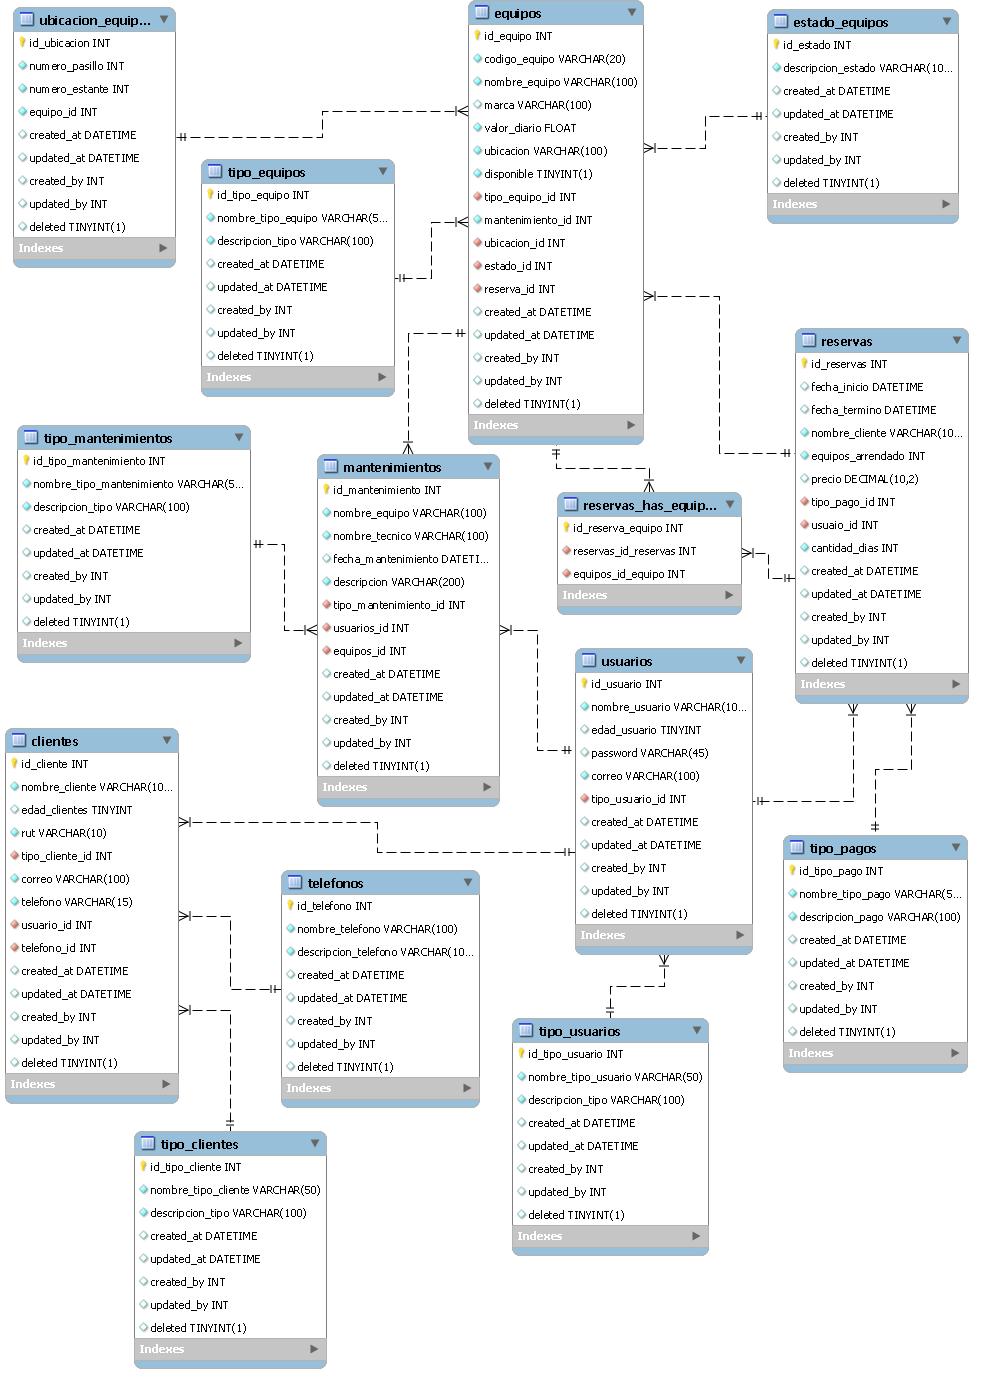 ubicacion_equip...
id_ubicacion INT
numero_pasillo INT
numero_estante INT
equipo_id INT
created_at DATETIME
updated_at DATETIME
created_by INT
updated_by INT
deleted TINYINT(1)
Indexes
equipos
id_equipo INT
codigo_equipo VARCHAR(20)
nombre_equipo VARCHAR(100)
marca VARCHAR(100)
valor_diario FLOAT
ubicacion VARCHAR(100)
disponible TINYINT(1)
tipo_equipo_id INT
mantenimiento_id INT
ubicacion_id INT
estado_id INT
reserva_id INT
created_at DATETIME
updated_at DATETIME
created_by INT
updated_by INT
deleted TINYINT(1)
Indexes
estado_equipos
id_estado INT
descripcion_estado VARCHAR(10...
created_at DATETIME
updated_at DATETIME
created_by INT
updated_by INT
deleted TINYINT(1)
Indexes
tipo_equipos
id_tipo_equipo INT
nombre_tipo_equipo VARCHAR(5...
descripcion_tipo VARCHAR(100)
created_at DATETIME
updated_at DATETIME
created_by INT
updated_by INT
deleted TINYINT(1)
Indexes
reservas
id_reservas INT
fecha_inicio DATETIME
fecha_termino DATETIME
nombre_cliente VARCHAR(10...
equipos_arrendado INT
precio DECIMAL(10,2)
tipo_pago_id INT
usuaio_id INT
cantidad_dias INT
created_at DATETIME
updated_at DATETIME
created_by INT
updated_by INT
deleted TINYINT(1)
Indexes
tipo_mantenimientos
id_tipo_mantenimiento INT
nombre_tipo_mantenimiento VARCHAR(5...
descripcion_tipo VARCHAR(100)
created_at DATETIME
updated_at DATETIME
created_by INT
updated_by INT
deleted TINYINT(1)
Indexes
mantenimientos
id_mantenimiento INT
nombre_equipo VARCHAR(100)
nombre_tecnico VARCHAR(100)
fecha_mantenimiento DATETI...
descripcion VARCHAR(200)
tipo_mantenimiento_id INT
usuarios_id INT
equipos_id INT
created_at DATETIME
updated_at DATETIME
created_by INT
updated_by INT
deleted TINYINT(1)
Indexes
reservas_has_equip...
id_reserva_equipo INT
reservas_id_reservas INT
equipos_id_equipo INT
Indexes
usuarios
id_usuario INT
nombre_usuario VARCHAR(10...
edad_usuario TINYINT
password VARCHAR(45)
correo VARCHAR(100)
tipo_usuario_id INT
created_at DATETIME
updated_at DATETIME
created_by INT
updated_by INT
deleted TINYINT(1)
Indexes
clientes
id_cliente INT
nombre_cliente VARCHAR(10...
edad_clientes TINYINT
rut VARCHAR(10)
tipo_cliente_id INT
correo VARCHAR(100)
telefono VARCHAR(15)
usuario_id INT
telefono_id INT
created_at DATETIME
updated_at DATETIME
created_by INT
updated_by INT
deleted TINYINT(1)
Indexes
telefonos
id_telefono INT
nombre_telefono VARCHAR(100)
descripcion_telefono VARCHAR(10...
created_at DATETIME
updated_at DATETIME
created_by INT
updated_by INT
deleted TINYINT(1)
Indexes
tipo_pagos
id_tipo_pago INT
nombre_tipo_pago VARCHAR(5...
descripcion_pago VARCHAR(100)
created_at DATETIME
updated_at DATETIME
created_by INT
updated_by INT
deleted TINYINT(1)
Indexes
tipo_usuarios
id_tipo_usuario INT
nombre_tipo_usuario VARCHAR(50)
descripcion_tipo VARCHAR(100)
created_at DATETIME
updated_at DATETIME
created_by INT
updated_by INT
deleted TINYINT(1)
Indexes
tipo_clientes
id_tipo_cliente INT
nombre_tipo_cliente VARCHAR(50)
descripcion_tipo VARCHAR(100)
created_at DATETIME
updated_at DATETIME
created_by INT
updated_by INT
deleted TINYINT(1)
Indexes